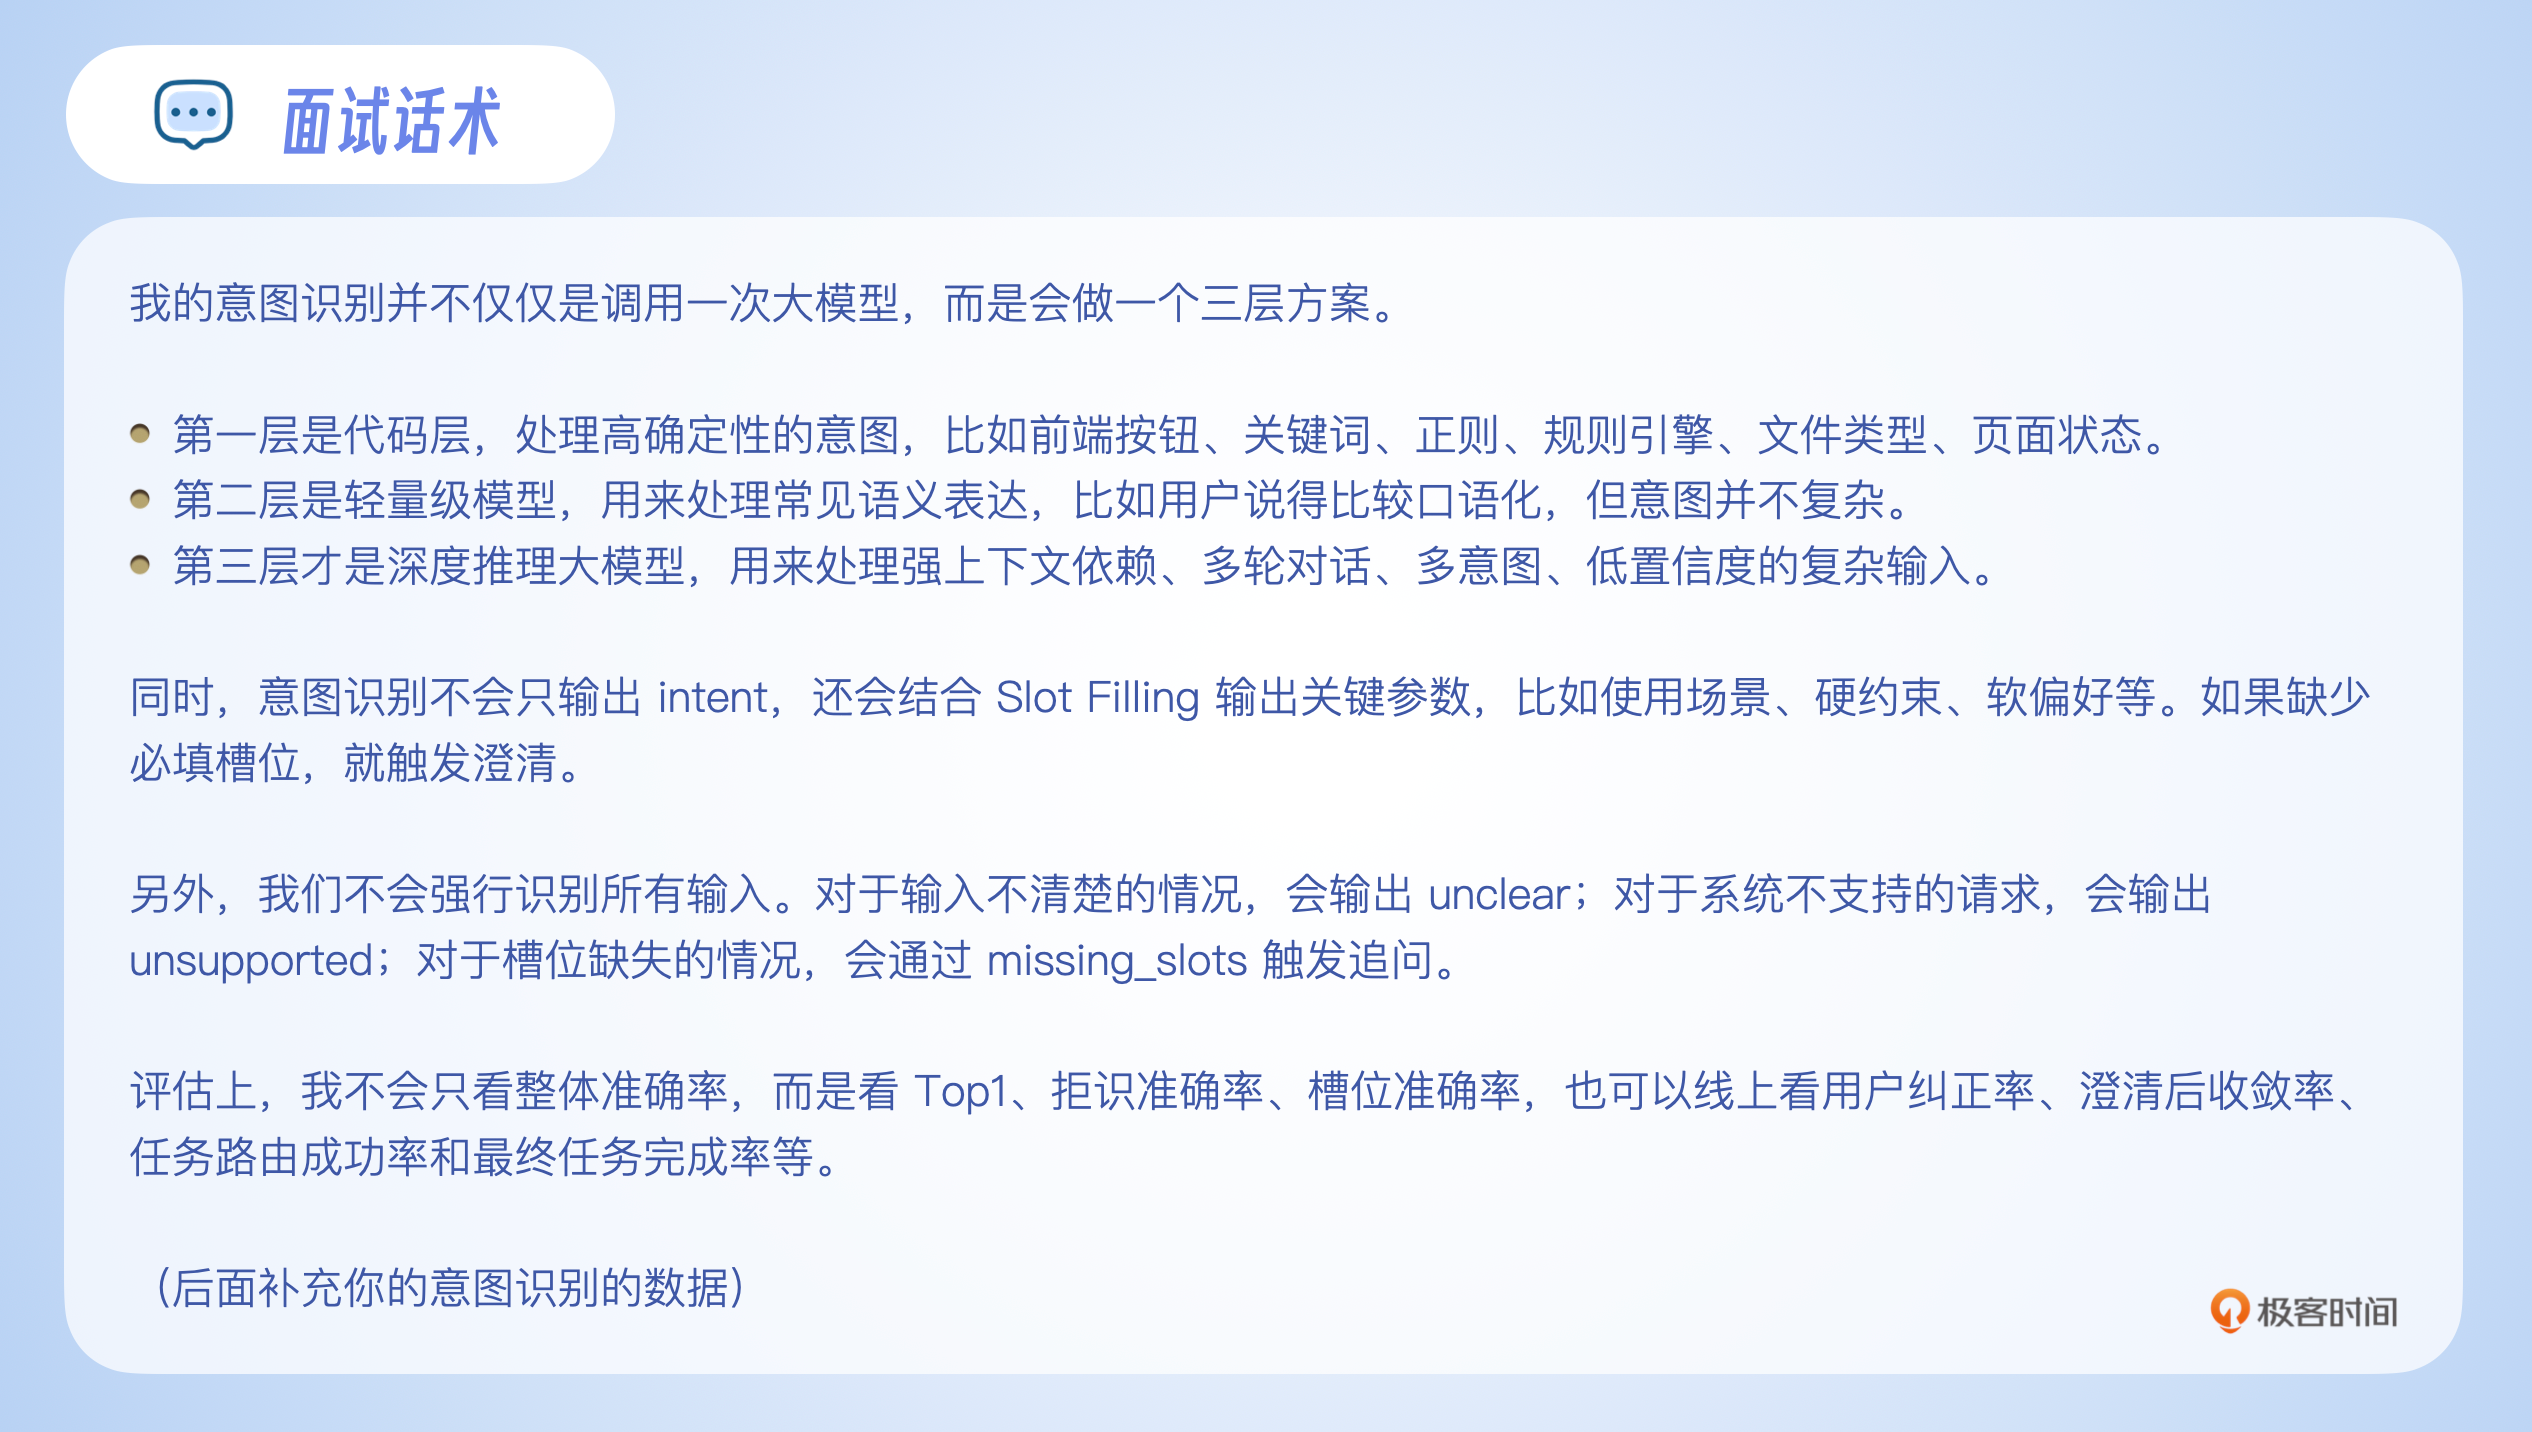 面试话术
我的意图识别并不仅仅是调用一次大模型，而是会做一个三层方案。
第一层是代码层，处理高确定性的意图，比如前端按钮、关键词、正则、规则引擎、文件类型、页面状态。
第二层是轻量级模型，用来处理常见语义表达，比如用户说得比较口语化，但意图并不复杂。
第三层才是深度推理大模型，用来处理强上下文依赖、多轮对话、多意图、低置信度的复杂输入。
同时，意图识别不会只输出 intent，还会结合 Slot Filling 输出关键参数，比如使用场景、硬约束、软偏好等。如果缺少
必填槽位，就触发澄清。
另外，我们不会强行识别所有输入。对于输入不清楚的情况，会输出 unclear；对于系统不支持的请求，会输出
unsupported；对于槽位缺失的情况，会通过 missing_slots 触发追问。
评估上，我不会只看整体准确率，而是看 Top1、拒识准确率、槽位准确率，也可以线上看用户纠正率、澄清后收敛率、
任务路由成功率和最终任务完成率等。
（后面补充你的意图识别的数据）
极客时间